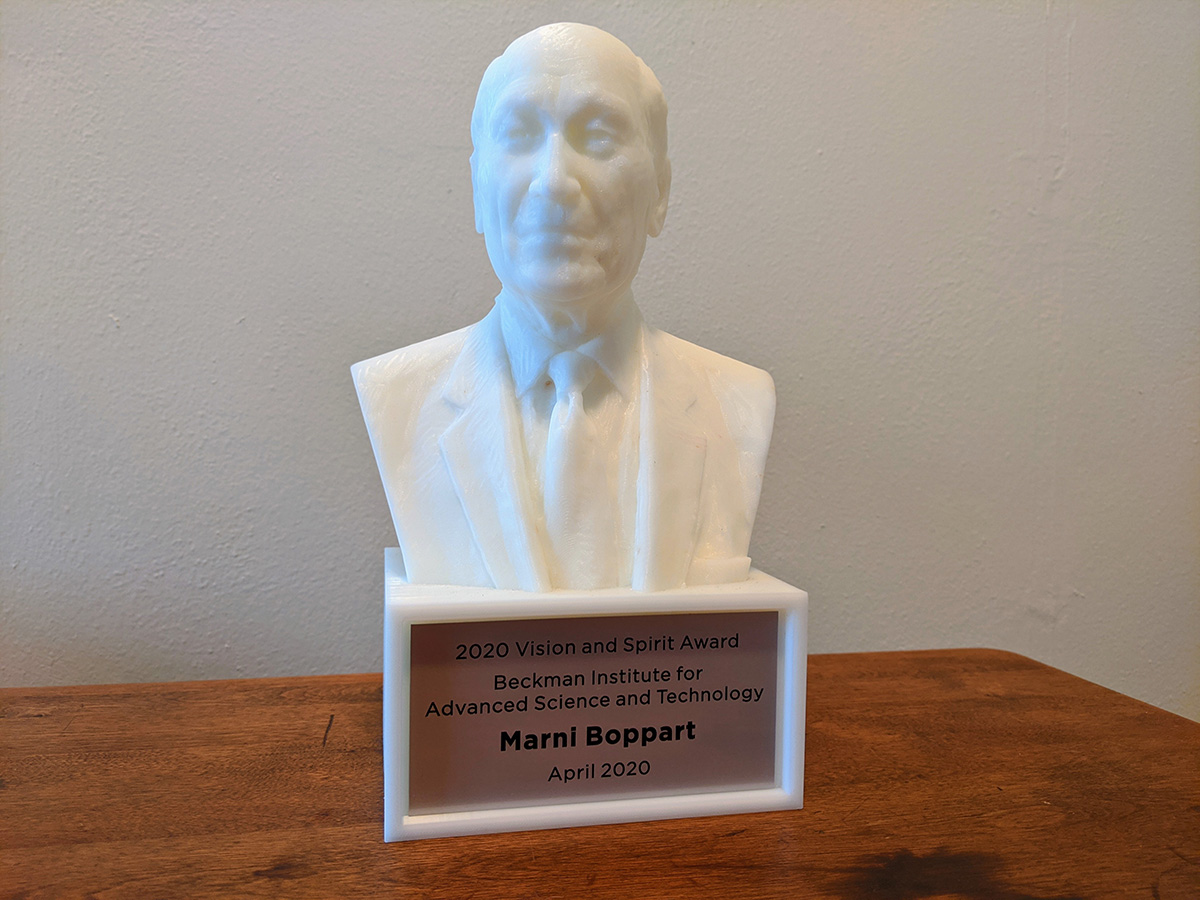 2020 Vision and Spirit Award
Beckman Institute for
Advanced Science and Technology
Marni Boppart
April 2020